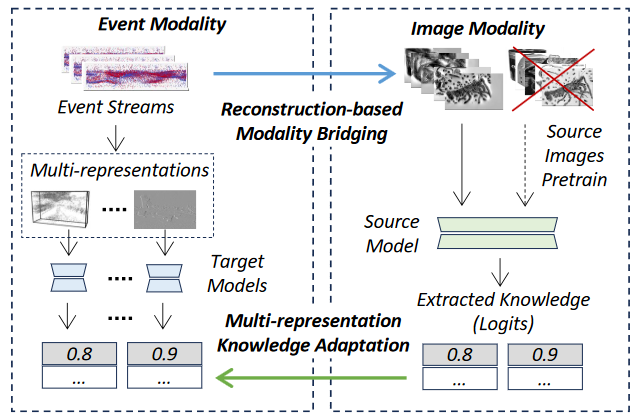 Event Modality
Image Modality
Event Streams
Reconstruction-based
Modality Bridging
Source
Images
Pretrain
Multi-representations
....
Source
Model
Target
Models
....
....
Extracted Knowledge
(Logits)
Multi-representation
Knowledge Adaptation
0.8
0.9
...
...
0.8
0.9
...
...